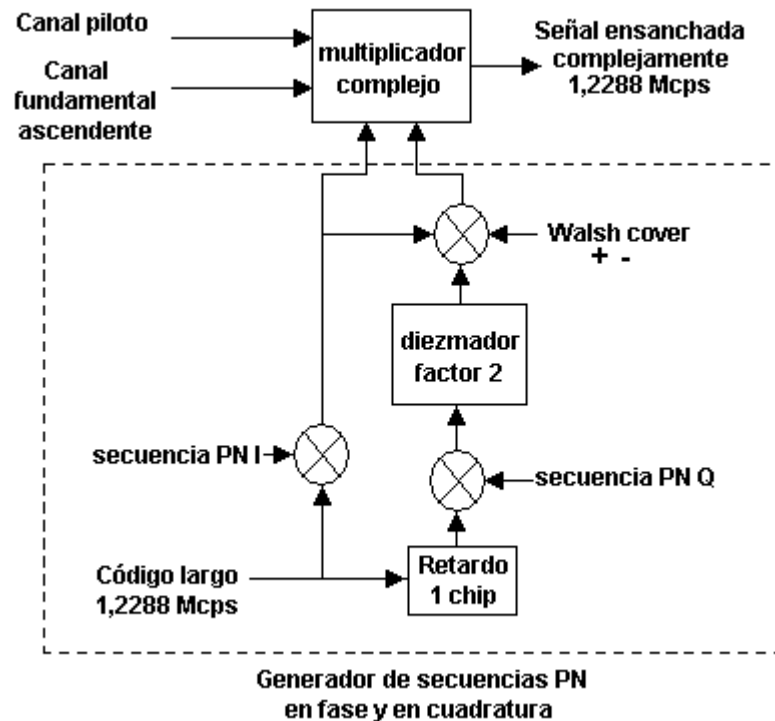 Canal piloto
Canal
fundamental
ascendente
multiplicador
complejo
Señal ensanchada
complejamente
1,2288 Mcps
Walsh cover
+ -
diezmador
factor 2
secuencia PN I
secuencia PN Q
Código largo
1,2288 Mcps
Retardo
1 chip
Generador de secuencias PN
en fase y en cuadratura